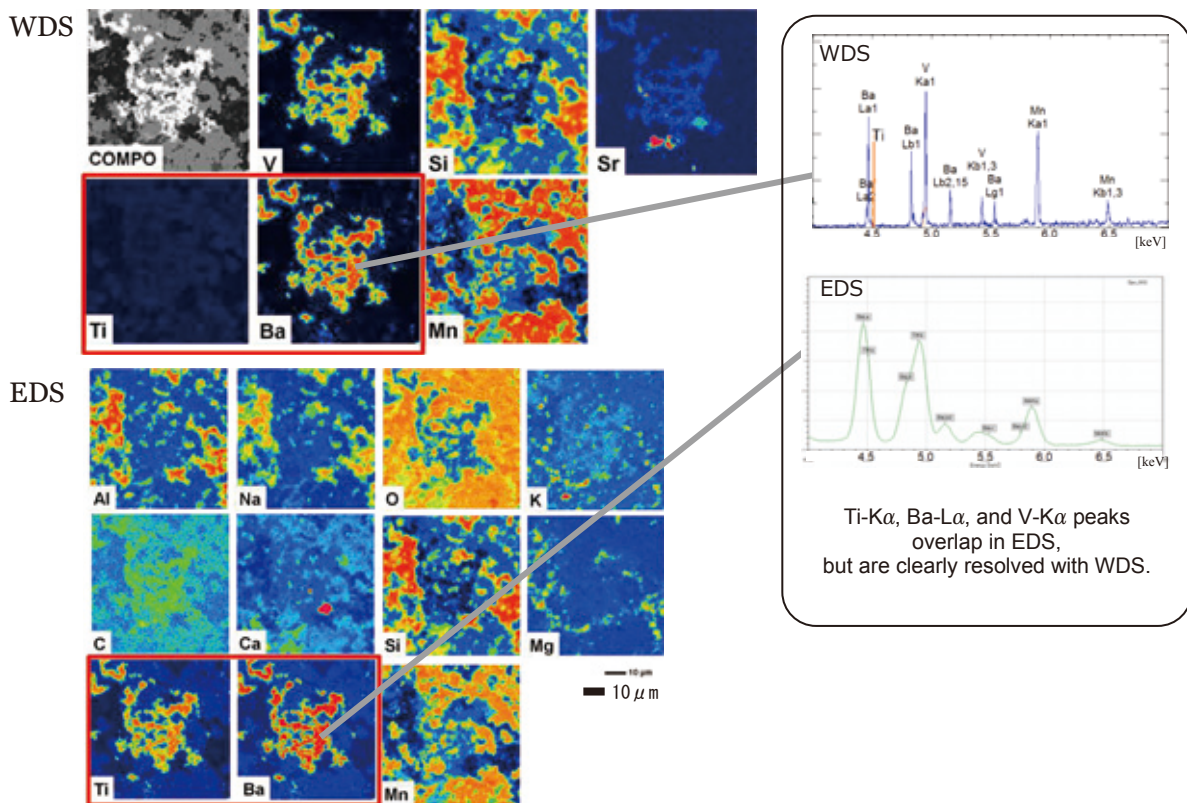 WDS
COMPO
V
Si
Sr
Ti
Ba
Mn
EDS
Al
Na
O
K
C
Ca
Si
Mg
Ti
Ba
Mn
10 μm
10 μm
WDS
Ba
La1
Ti
Ba
La2
Ba
Lb1
V
Ka1
Ba
Lb2,15
V
Kb1,3
Ba
Lg1
Mn
Ka1
Mn
Kb1,3
4.5 5.0 5.5 6.0 6.5
[keV]
EDS
4.5 5.0 5.5 6.0 6.5
[keV]
Ti-Kα, Ba-Lα, and V-Kα peaks
overlap in EDS,
but are clearly resolved with WDS.